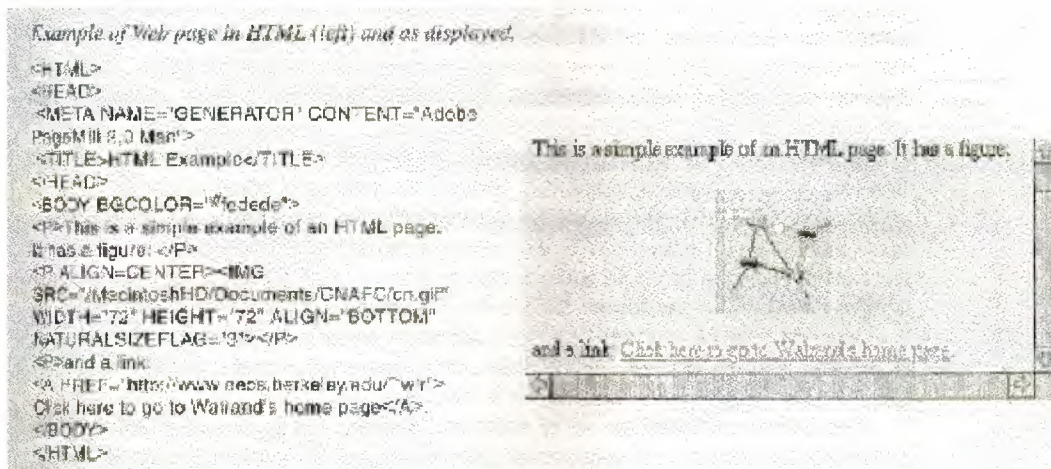 Example of Web page in HTML (left) and as displayed.
<HTML>
<HEAD>
<META NAME="GENERATOR" CONTENT="Adobe
PageMill 2.0 Mac">
<TITLE>HTML Example</TITLE>
</HEAD>
<BODY BGCOLOR="#fedede">
<P>This is a simple example of an HTML page.
It has a figure: </P>
<P ALIGN=CENTER><IMG
SRC="/MacintoshHD/Documents/CNAFC/cn.gif"
WIDTH="72" HEIGHT="72" ALIGN="BOTTOM"
NATURALSIZEFLAG="3"></P>
<P>and a link:
<A HREF="http://www.eecs.berkeley.edu/~wlr">
Click here to go to Walrand's home page</A>.
</BODY>
</HTML>
This is a simple example of an HTML page. It has a figure:
and a link: Click here to go to Walrand's home page.